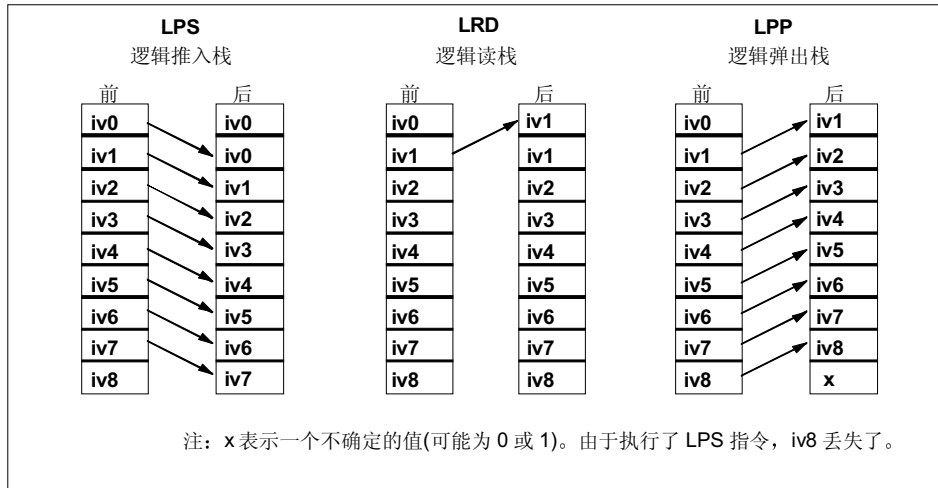 LPS LRD LPP
逻辑推入栈 逻辑读栈 逻辑弹出栈
前 后 前 后 前 后
iv0 iv0 iv0 iv1 iv0 iv1
iv1 iv0 iv1 iv1 iv1 iv2
iv2 iv1 iv2 iv2 iv2 iv3
iv3 iv2 iv3 iv3 iv3 iv4
iv4 iv3 iv4 iv4 iv4 iv5
iv5 iv4 iv5 iv5 iv5 iv6
iv6 iv5 iv6 iv6 iv6 iv7
iv7 iv6 iv7 iv7 iv7 iv8
iv8 iv7 iv8 iv8 iv8 x
注：x 表示一个不确定的值(可能为 0 或 1)。由于执行了 LPS 指令，iv8 丢失了。